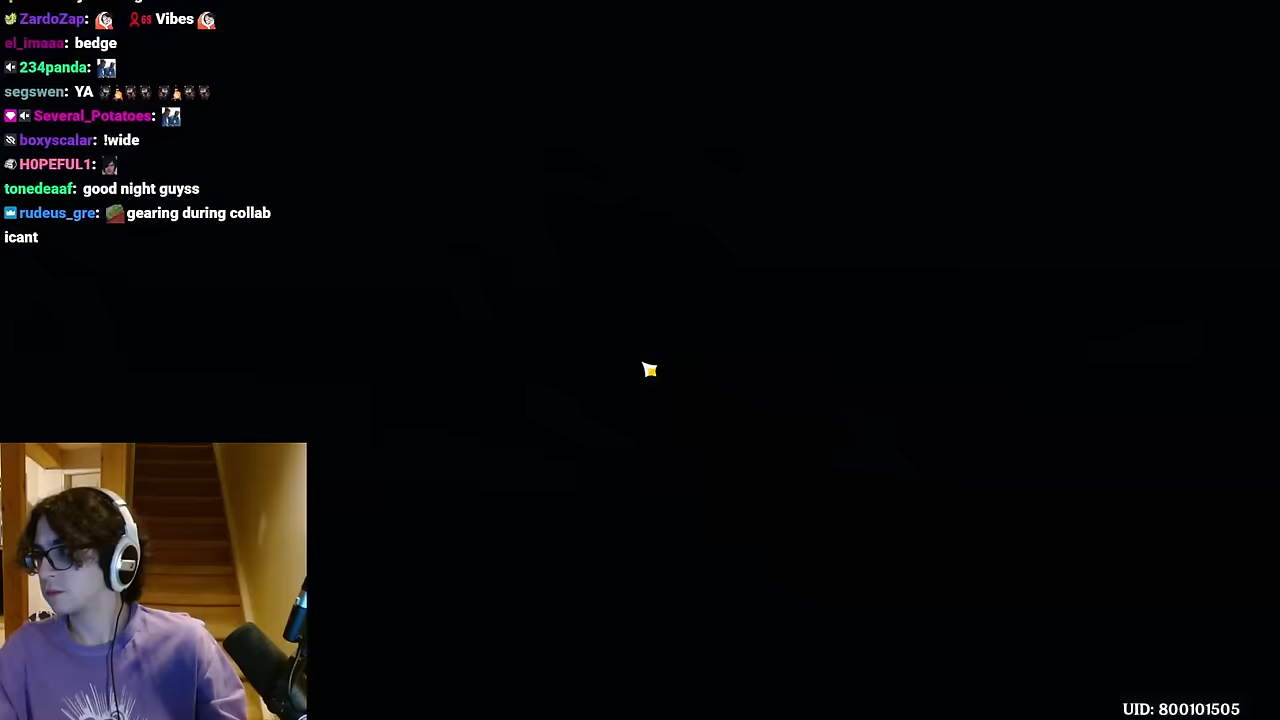 ZardoZap: 69 Vibes
el_imaaa: bedge
234panda:
segswen: YA
Several_Potatoes:
boxyscalar: !wide
H0PEFUL1:
tonedeaaf: good night guyss
rudeus_gre: gearing during collab
icant
UID: 800101505